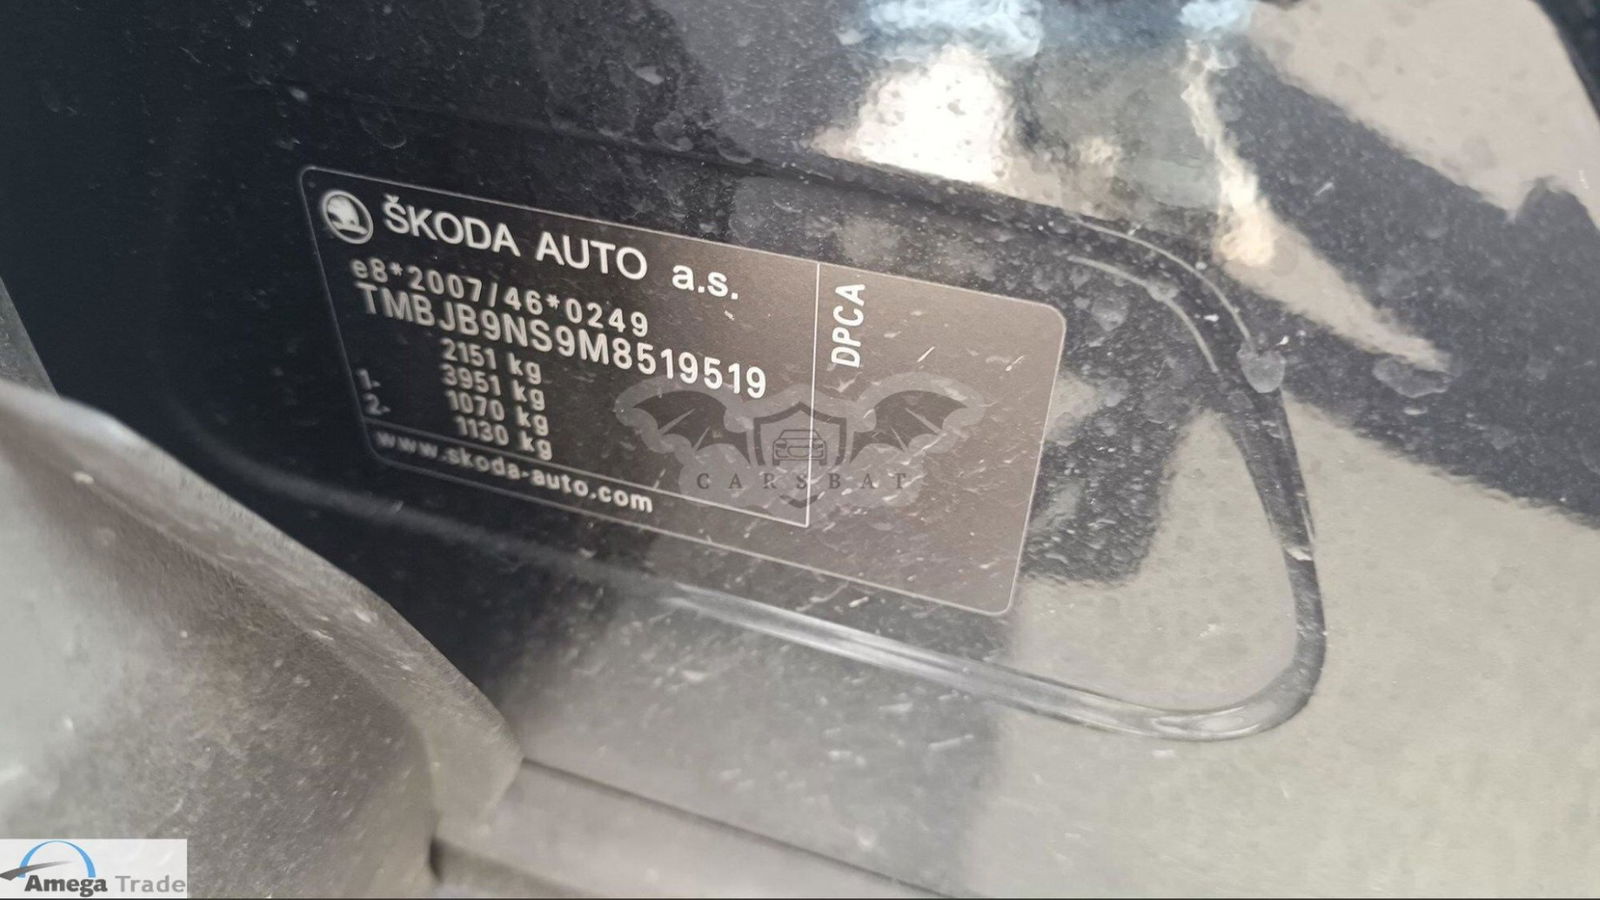 ŠKODA AUTO a.s.
e8*2007/46*0249
TMBJB9NS9M8519519
2151 kg
3951 kg
1- 1070 kg
2- 1130 kg
www.skoda-auto.com
DPCA
CARSBAT
Amega Trade